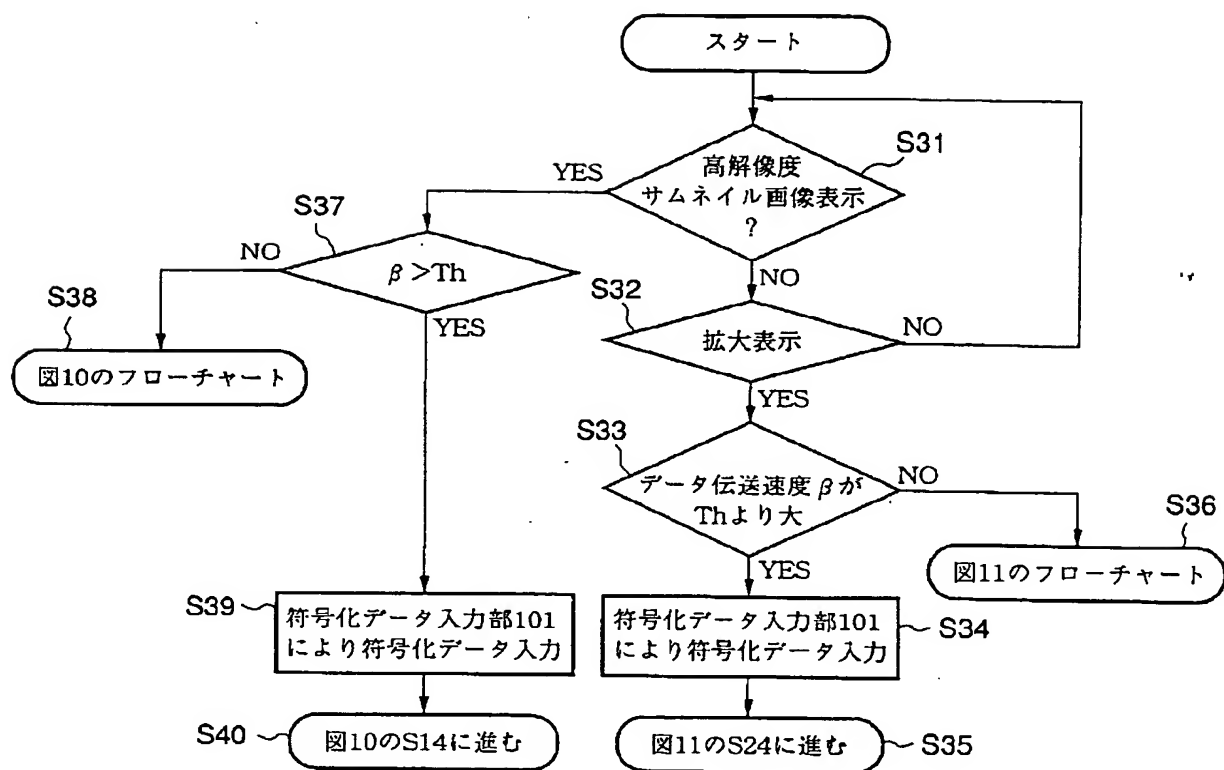 スタート
S31
高解像度
サムネイル画像表示
?
YES
NO
S37
β>Th
NO
YES
S38
図10のフローチャート
S32
拡大表示
NO
YES
S33
データ伝送速度βが
Thより大
NO
YES
S36
図11のフローチャート
S39
符号化データ入力部101
により符号化データ入力
S34
符号化データ入力部101
により符号化データ入力
S40
図10のS14に進む
図11のS24に進む
S35